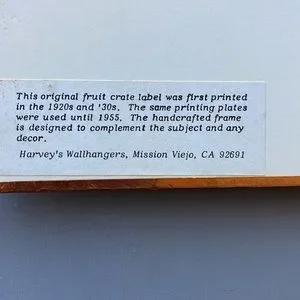 This original fruit crate label was first printed
in the 1920s and '30s. The same printing plates
were used until 1955. The handcrafted frame
is designed to complement the subject and any
decor.
Harvey's Wallhangers, Mission Viejo, CA 92691